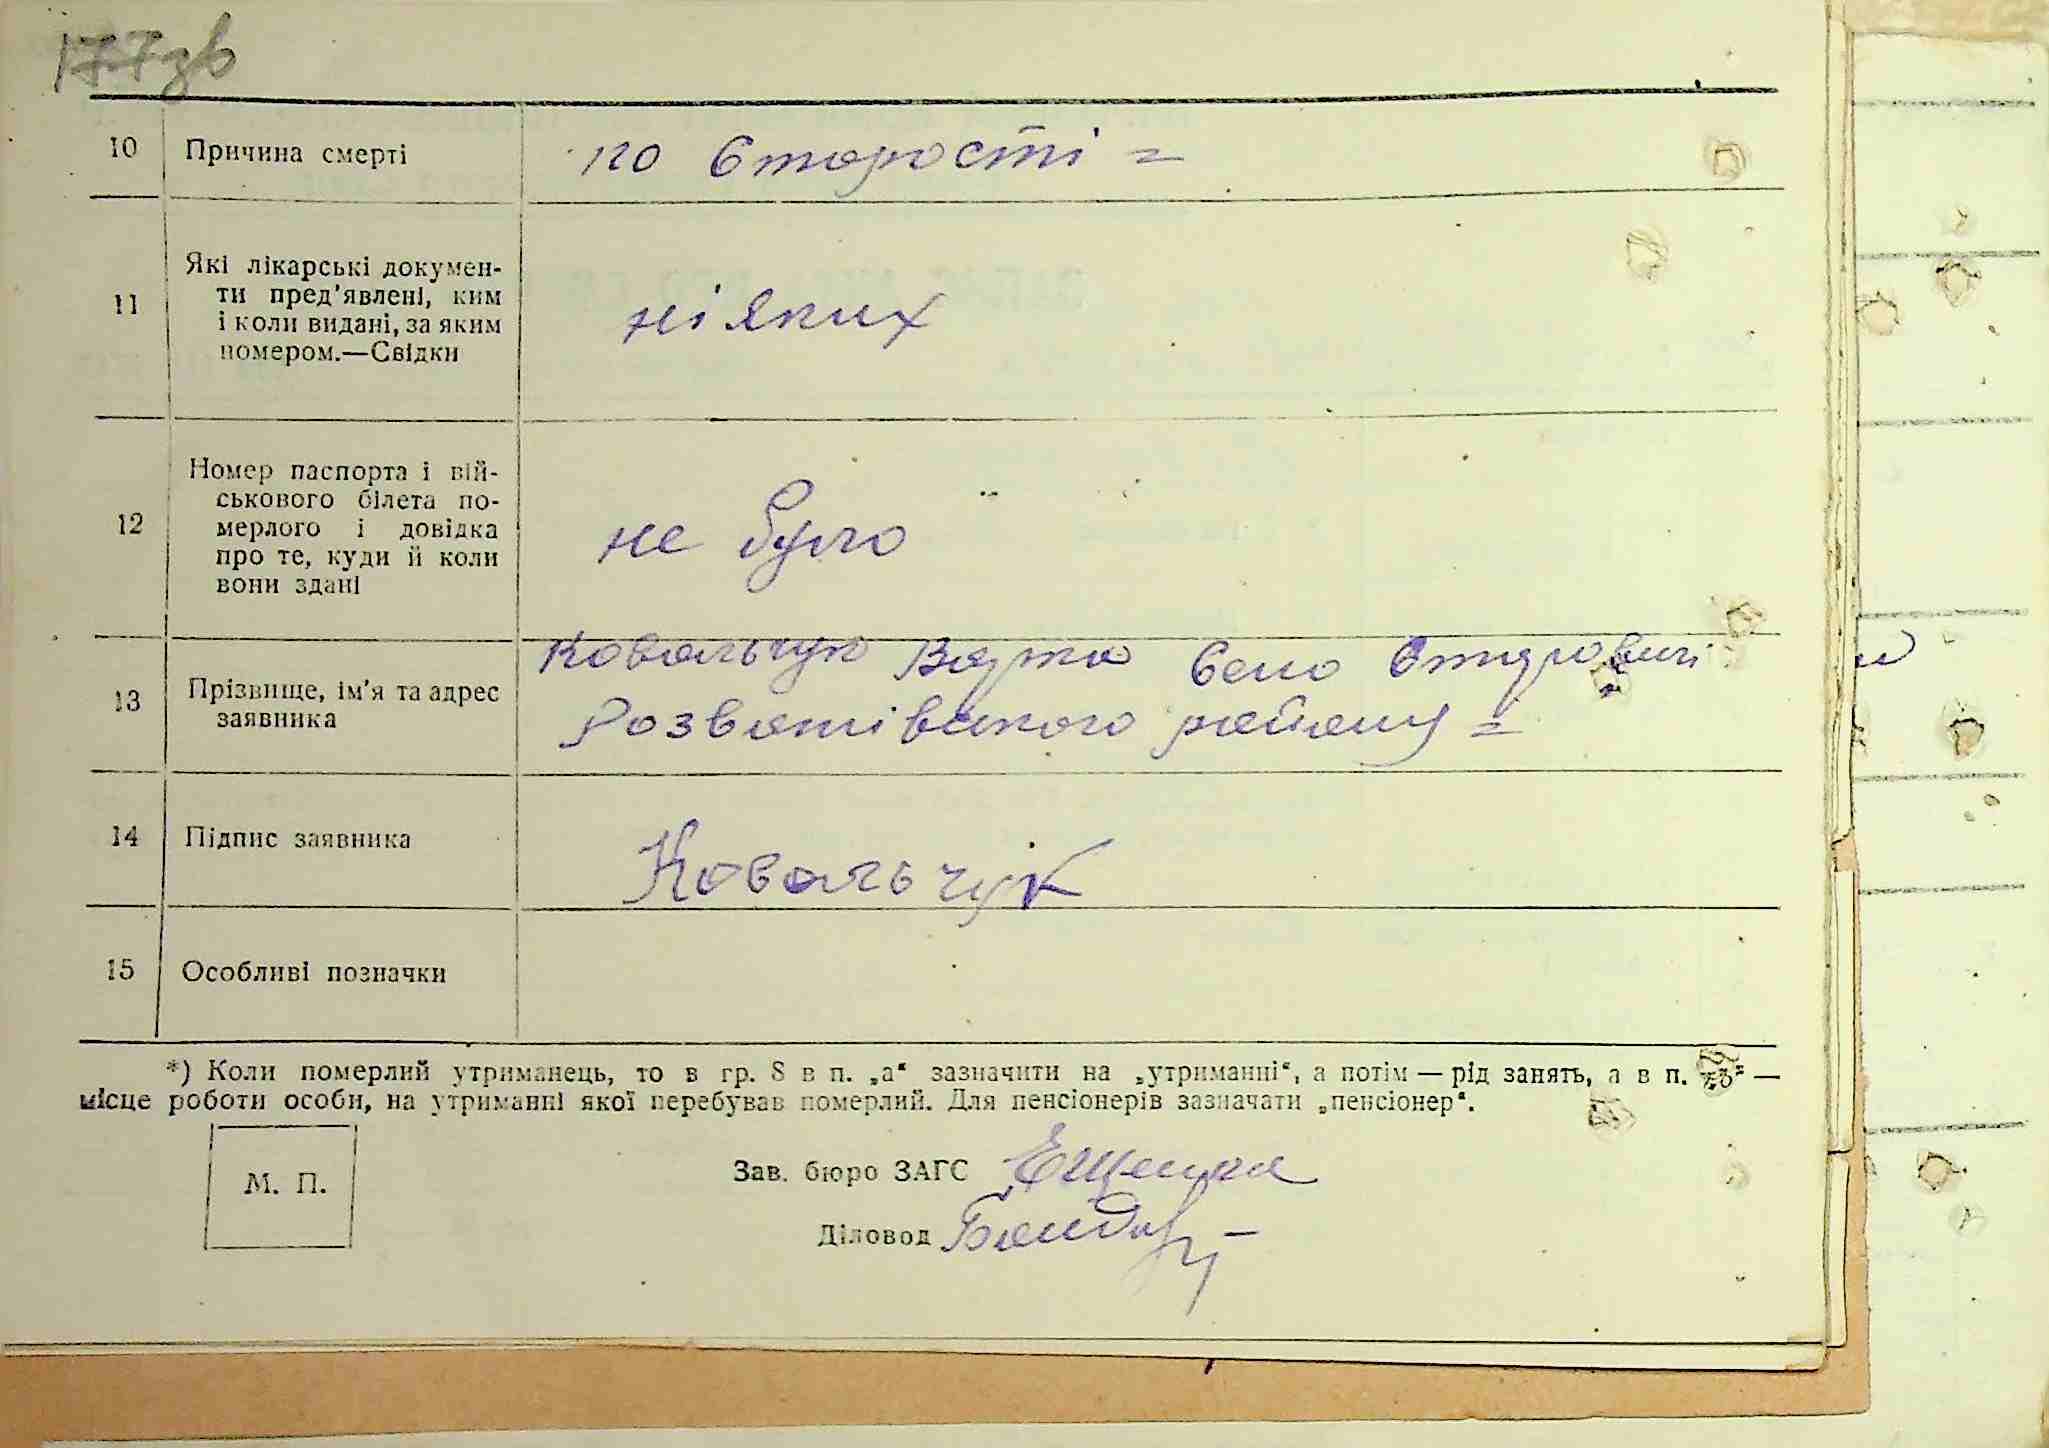 177зв
10 Причина смерті по старості =
11 Які лікарські докумен-
ти пред'явлені, ким
і коли видані, за яким
номером.—Свідки
ніяких
12 Номер паспорта і вій-
ськового білета по-
мерлого і довідка
про те, куди й коли
вони здані
не було
13 Прізвище, ім'я та адрес
заявника
Ковальчук Варка село
Розватівського району =
14 Підпис заявника Ковальчук
15 Особливі позначки
*) Коли померлий утриманець, то в гр. 8 в п. „а“ зазначити на „утриманні“, а потім — рід занять, а в п. „б“ —
місце роботи особи, на утриманні якої перебував померлий. Для пенсіонерів зазначати „пенсіонер“.
М. П.
Зав. бюро ЗАГС
Діловод